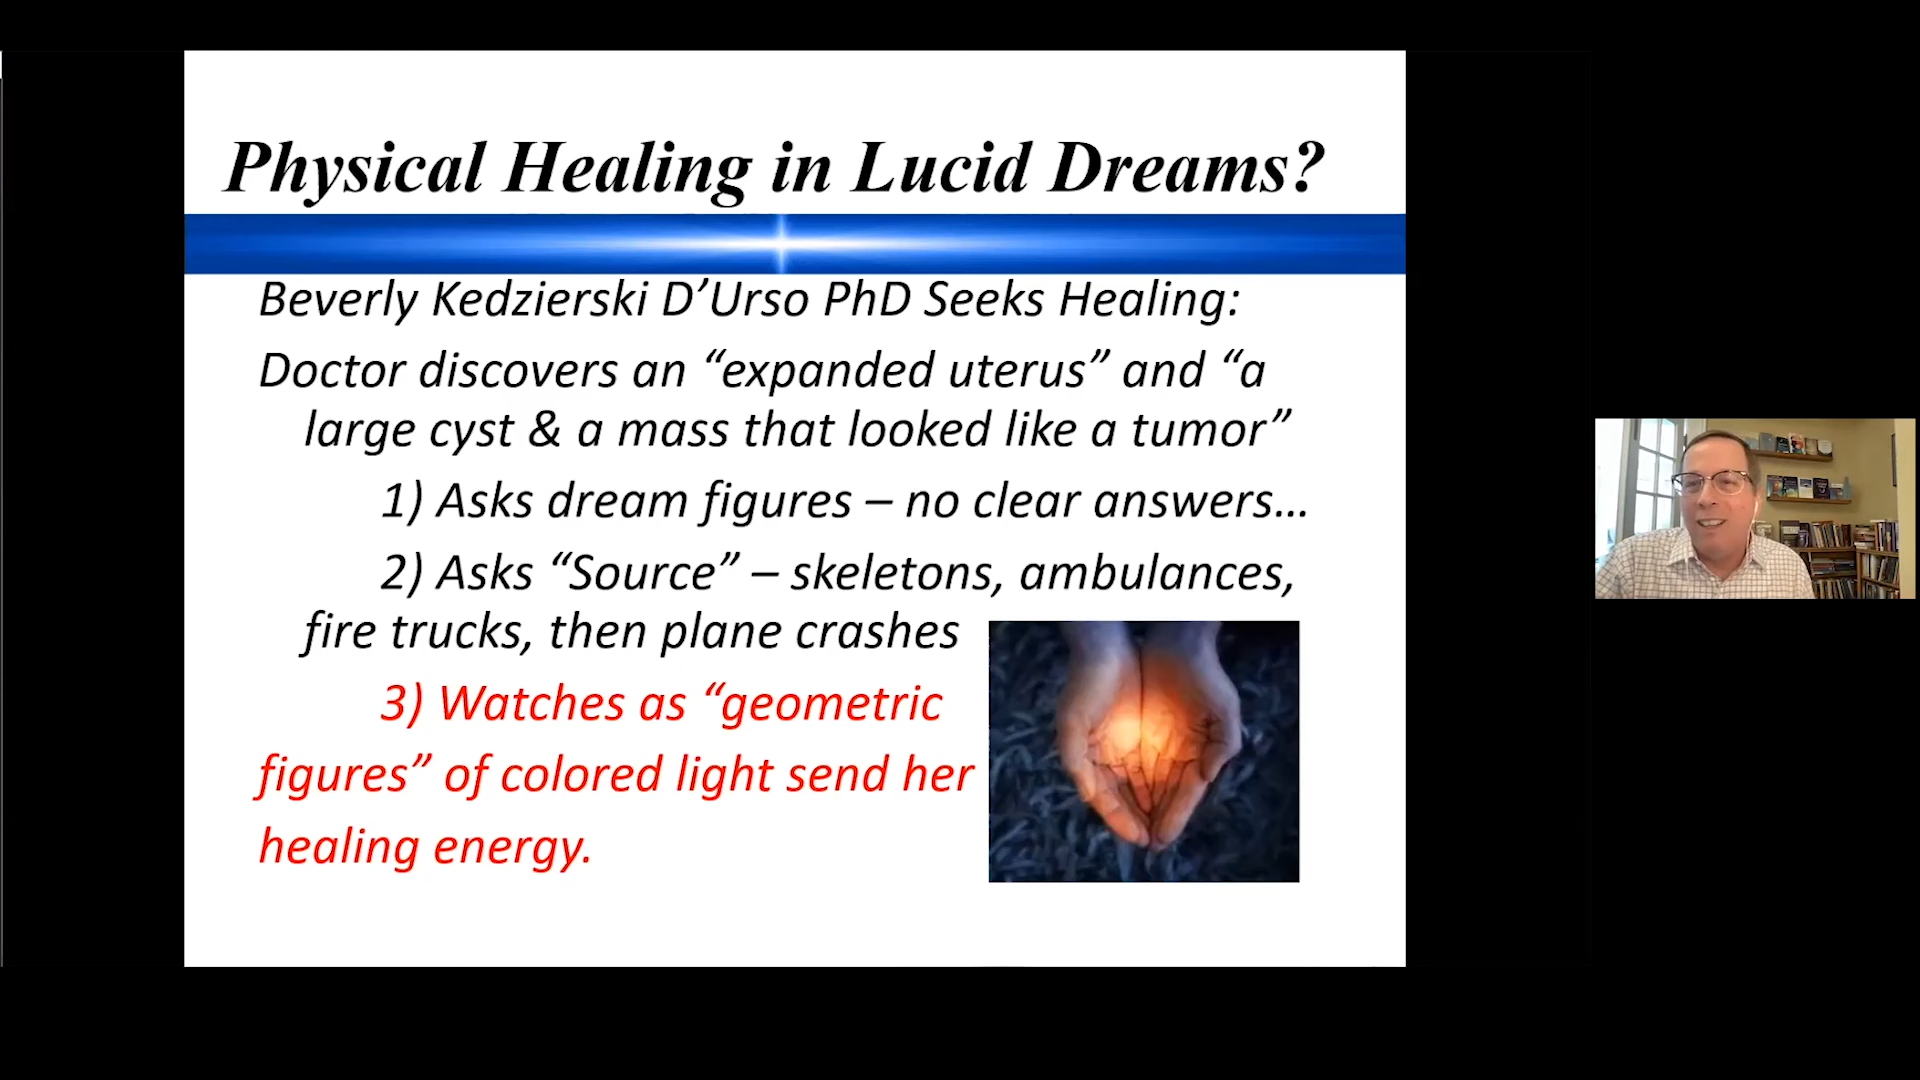 Physical Healing in Lucid Dreams?
Beverly Kedzierski D’Urso PhD Seeks Healing:
Doctor discovers an “expanded uterus” and “a
large cyst & a mass that looked like a tumor”
1) Asks dream figures – no clear answers…
2) Asks “Source” – skeletons, ambulances,
fire trucks, then plane crashes
3) Watches as “geometric
figures” of colored light send her
healing energy.